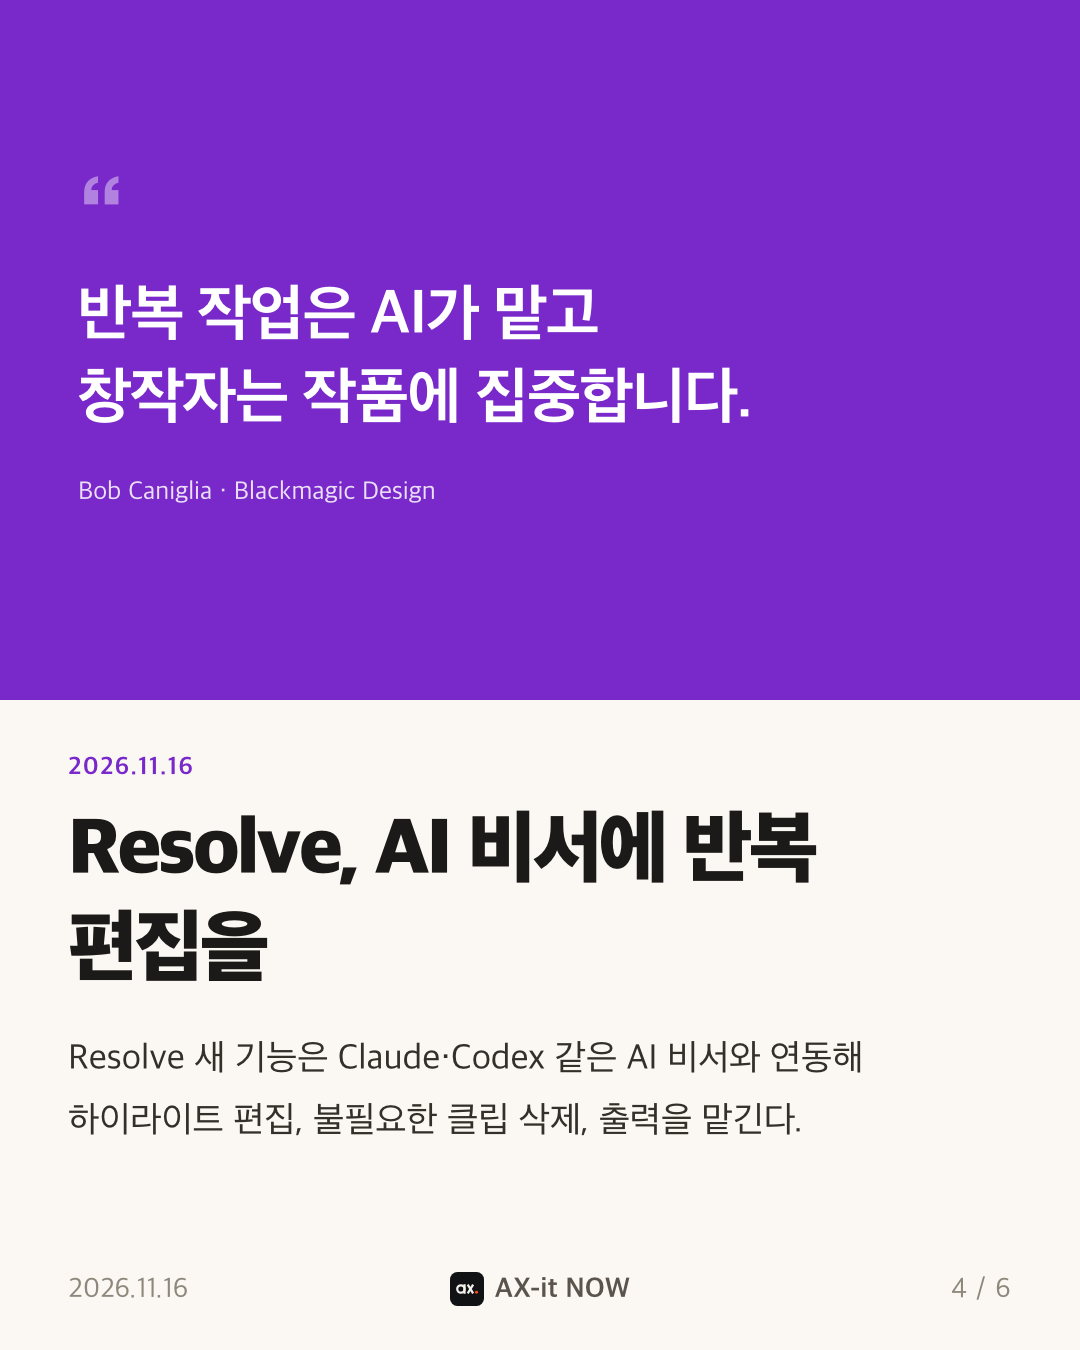 “
반복 작업은 AI가 맡고
창작자는 작품에 집중합니다.
Bob Caniglia · Blackmagic Design
2026.11.16
Resolve, AI 비서에 반복
편집을
Resolve 새 기능은 Claude·Codex 같은 AI 비서와 연동해
하이라이트 편집, 불필요한 클립 삭제, 출력을 맡긴다.
2026.11.16
ax. AX-it NOW
4 / 6